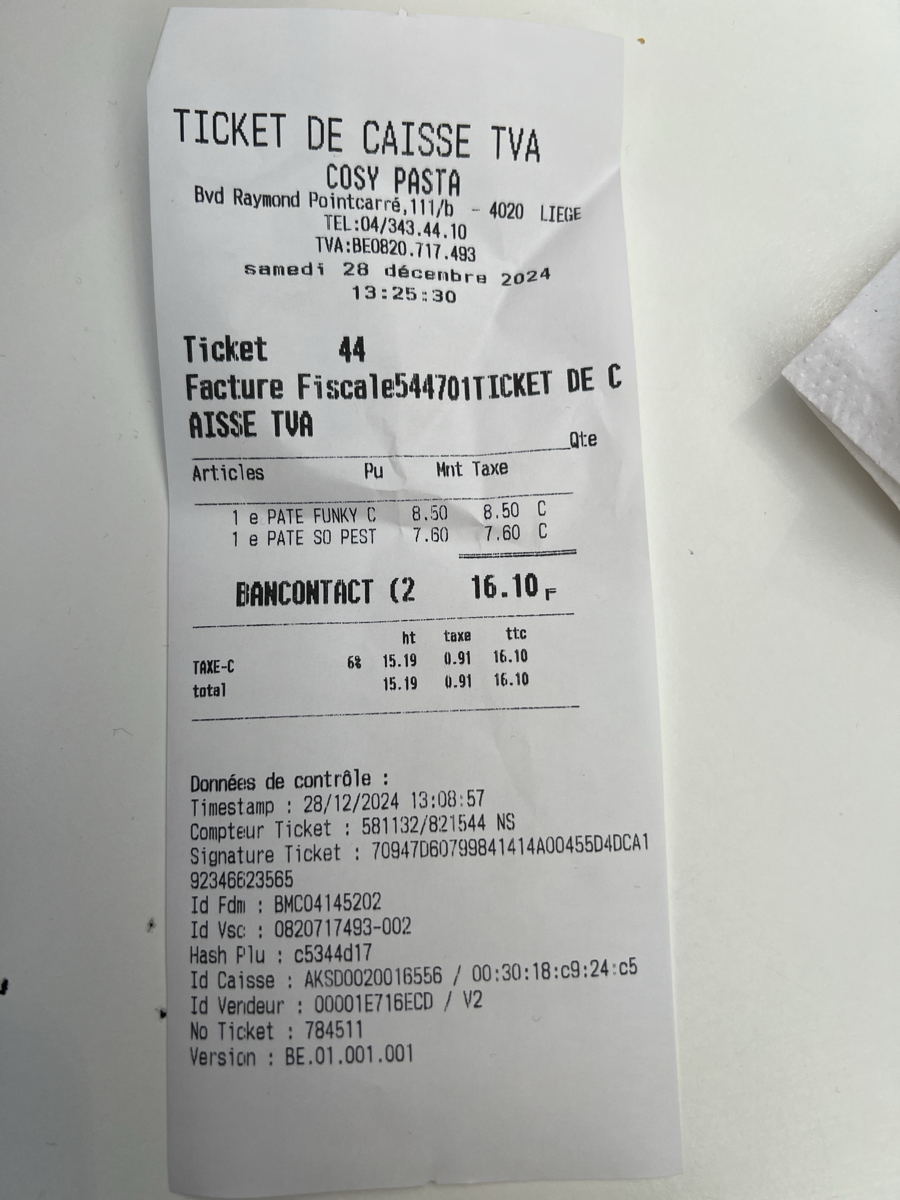 TICKET DE CAISSE TVA
COSY PASTA
Bvd Raymond Pointcarré,111/b - 4020 LIEGE
TEL:04/343.44.10
TVA:BE0820.717.493
samedi 28 décembre 2024
13:25:30
Ticket 44
Facture Fiscale544701TICKET DE C
AISSE TVA
Qte
Articles Pu Mnt Taxe
1 e PATE FUNKY C 8.50 8.50 C
1 e PATE SO PEST 7.60 7.60 C
BANCONTACT (2 16.10 F
ht taxe ttc
TAXE-C 6% 15.19 0.91 16.10
total 15.19 0.91 16.10
Données de contrôle :
Timestamp : 28/12/2024 13:08:57
Compteur Ticket : 581132/821544 NS
Signature Ticket : 70947D60799841414A00455D4DCA1
92346623565
Id Fdm : BMC04145202
Id Vsc : 0820717493-002
Hash Plu : c5344d17
Id Caisse : AKSD0020016556 / 00:30:18:c9:24:c5
Id Vendeur : 00001E716ECD / V2
No Ticket : 784511
Version : BE.01.001.001